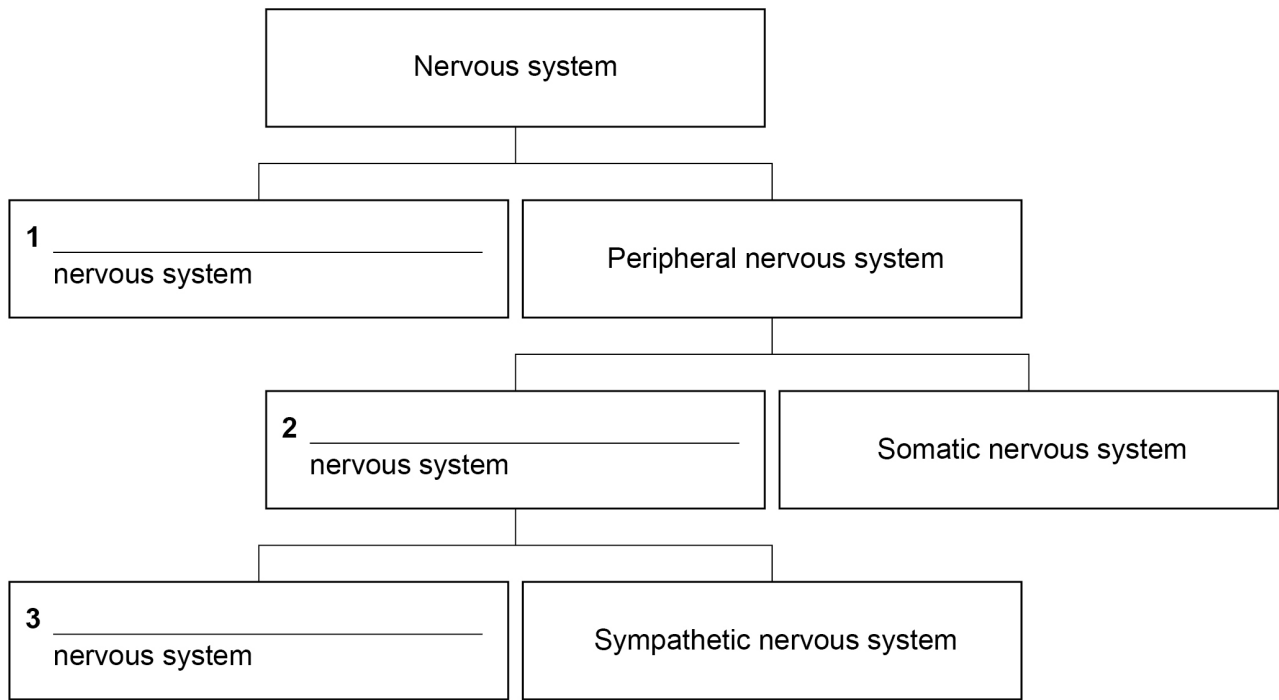 Nervous system
1
nervous system
Peripheral nervous system
2
nervous system
Somatic nervous system
3
nervous system
Sympathetic nervous system